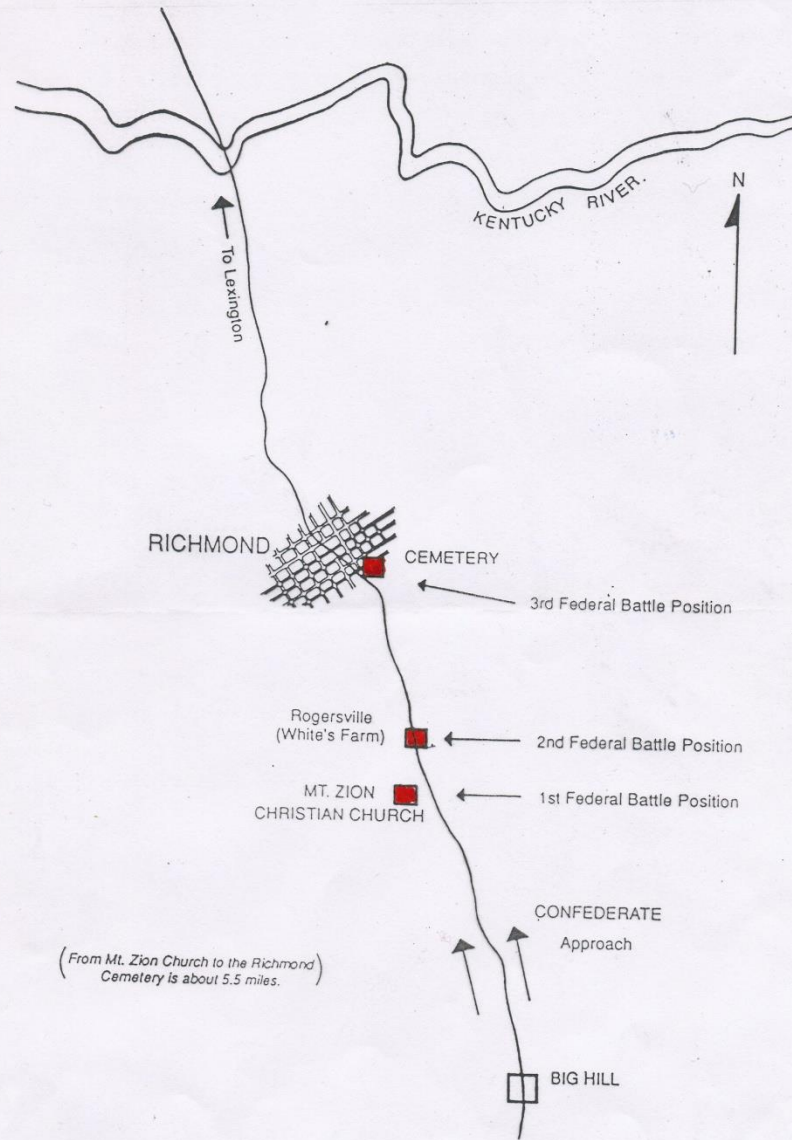 KENTUCKY RIVER.
N
To Lexington
RICHMOND
CEMETERY
3rd Federal Battle Position
Rogersville
(White's Farm)
2nd Federal Battle Position
MT. ZION
CHRISTIAN CHURCH
1st Federal Battle Position
CONFEDERATE
Approach
(From Mt. Zion Church to the Richmond
Cemetery is about 5.5 miles.)
BIG HILL